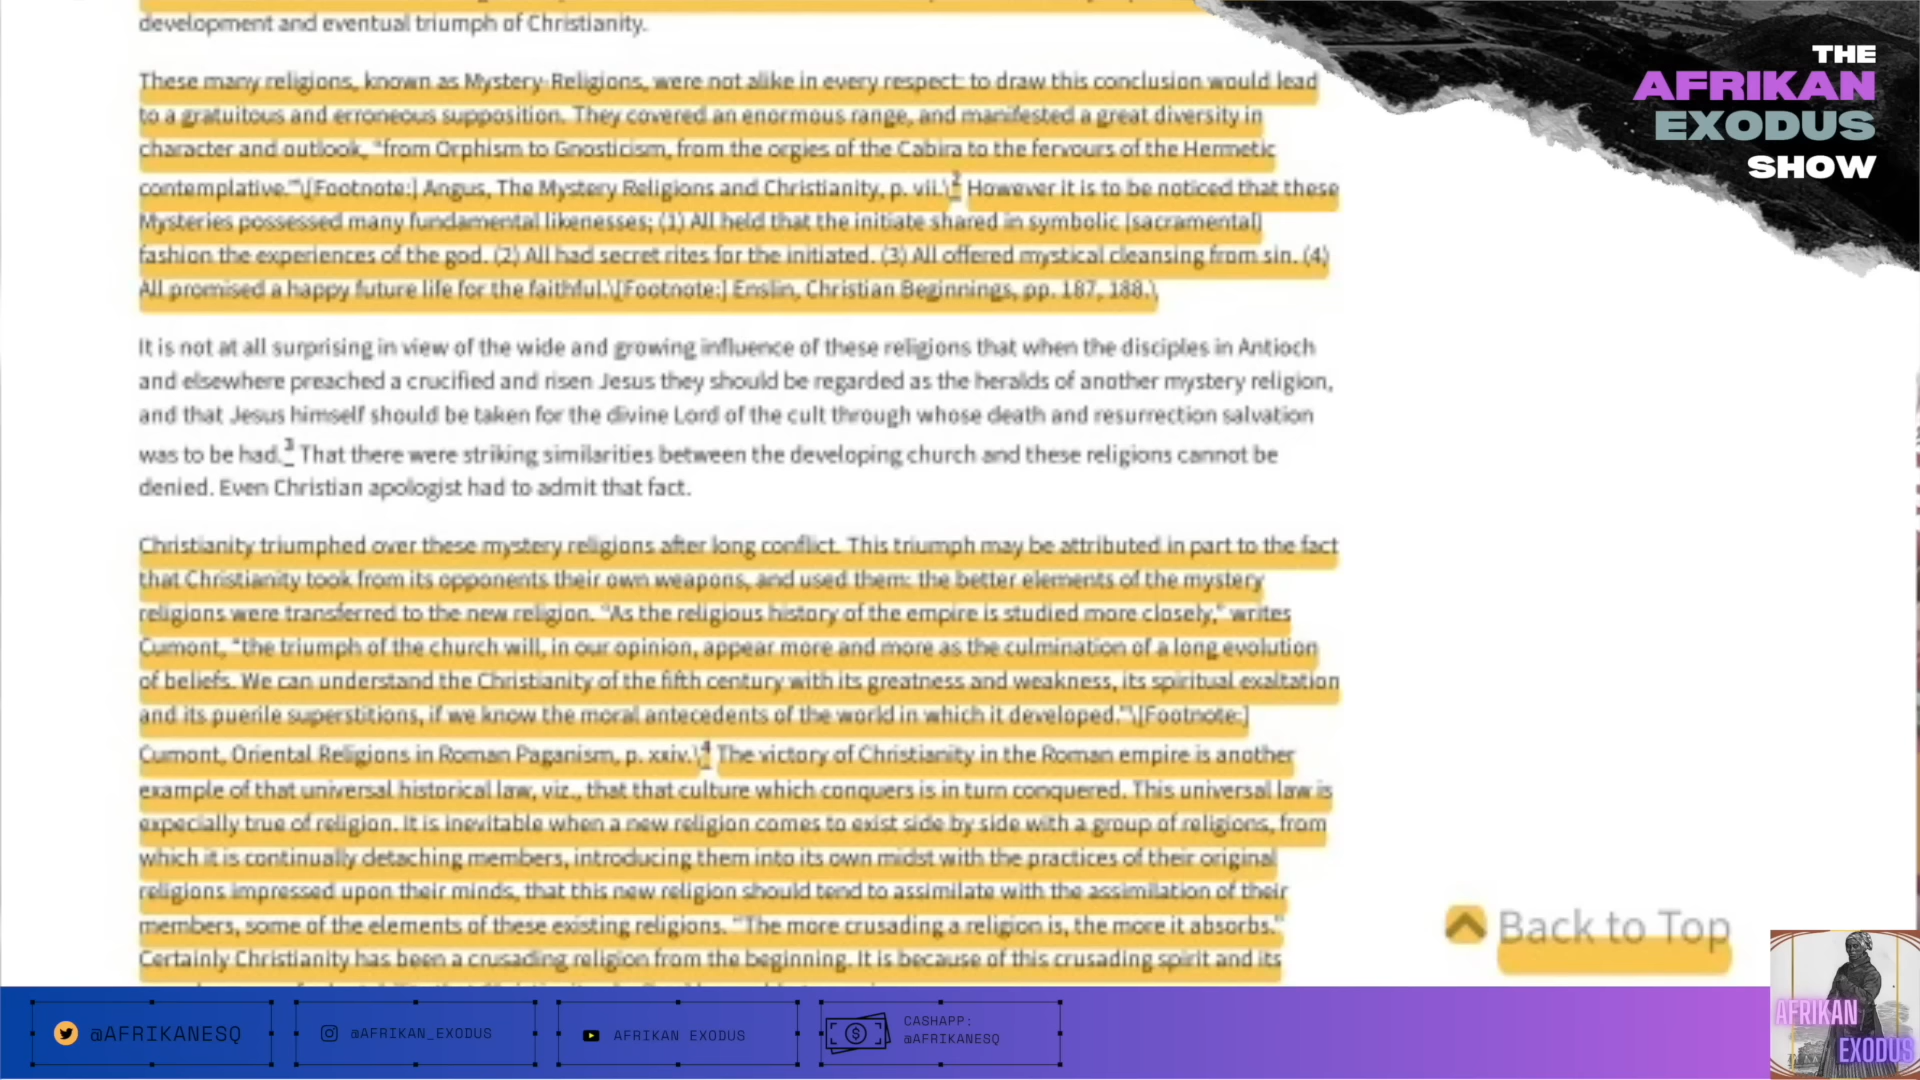 development and eventual triumph of Christianity.
These many religions, known as Mystery-Religions, were not alike in every respect: to draw this conclusion would lead
to a gratuitous and erroneous supposition. They covered an enormous range, and manifested a great diversity in
character and outlook, "from Orphism to Gnosticism, from the orgies of the Cabira to the fervours of the Hermetic
contemplative."\[Footnote:] Angus, The Mystery Religions and Christianity, p. vii.\2 However it is to be noticed that these
Mysteries possessed many fundamental likenesses; (1) All held that the initiate shared in symbolic (sacramental)
fashion the experiences of the god. (2) All had secret rites for the initiated. (3) All offered mystical cleansing from sin. (4)
All promised a happy future life for the faithful.\[Footnote:] Enslin, Christian Beginnings, pp. 187, 188.\
It is not at all surprising in view of the wide and growing influence of these religions that when the disciples in Antioch
and elsewhere preached a crucified and risen Jesus they should be regarded as the heralds of another mystery religion,
and that Jesus himself should be taken for the divine Lord of the cult through whose death and resurrection salvation
was to be had.3 That there were striking similarities between the developing church and these religions cannot be
denied. Even Christian apologist had to admit that fact.
Christianity triumphed over these mystery religions after long conflict. This triumph may be attributed in part to the fact
that Christianity took from its opponents their own weapons, and used them: the better elements of the mystery
religions were transferred to the new religion. "As the religious history of the empire is studied more closely," writes
Cumont, "the triumph of the church will, in our opinion, appear more and more as the culmination of a long evolution
of beliefs. We can understand the Christianity of the fifth century with its greatness and weakness, its spiritual exaltation
and its puerile superstitions, if we know the moral antecedents of the world in which it developed."\[Footnote:]
Cumont, Oriental Religions in Roman Paganism, p. xxiv.\4 The victory of Christianity in the Roman empire is another
example of that universal historical law, viz., that that culture which conquers is in turn conquered. This universal law is
expecially true of religion. It is inevitable when a new religion comes to exist side by side with a group of religions, from
which it is continually detaching members, introducing them into its own midst with the practices of their original
religions impressed upon their minds, that this new religion should tend to assimilate with the assimilation of their
members, some of the elements of these existing religions. "The more crusading a religion is, the more it absorbs."
Certainly Christianity has been a crusading religion from the beginning. It is because of this crusading spirit and its
THE
AFRIKAN
EXODUS
SHOW
Back to Top
@AFRIKANESQ
@AFRIKAN_EXODUS
AFRIKAN EXODUS
CASHAPP:
@AFRIKANESQ
AFRIKAN
EXODUS